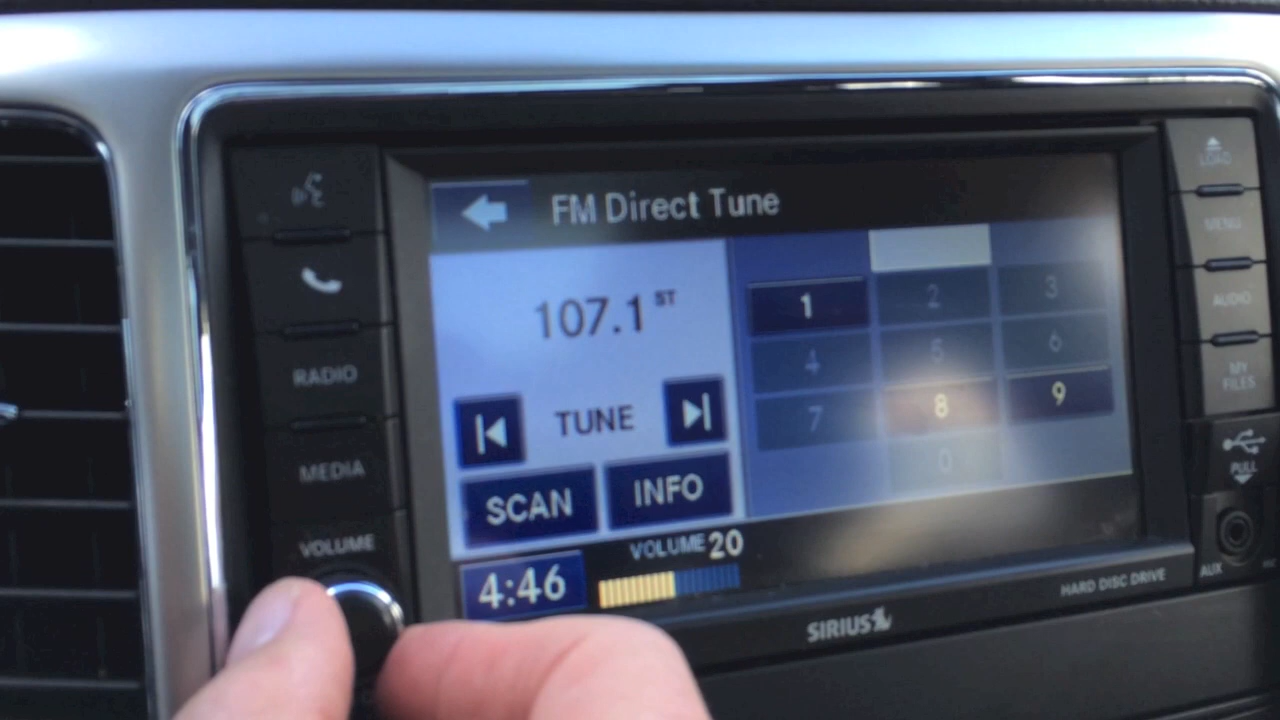 FM Direct Tune
107.1 ST
TUNE
SCAN INFO
1 2 3
4 5 6
7 8 9
0
4:46 VOLUME 20
RADIO
MEDIA
VOLUME
LOAD
MENU
AUDIO
MY
FILES
PULL
AUX
HARD DISC DRIVE
SIRIUS